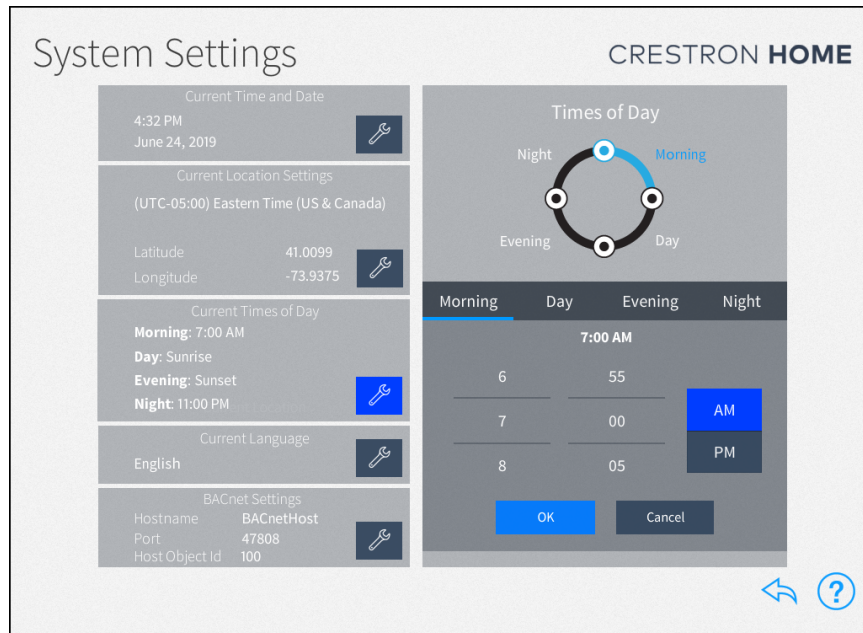 System Settings
CRESTRON HOME
Current Time and Date
4:32 PM
June 24, 2019
Current Location Settings
(UTC-05:00) Eastern Time (US & Canada)
Latitude 41.0099
Longitude -73.9375
Current Times of Day
Morning: 7:00 AM
Day: Sunrise
Evening: Sunset
Night: 11:00 PM
Current Language
English
BACnet Settings
Hostname BACnetHost
Port 47808
Host Object Id 100
Times of Day
Night Morning
Evening Day
Morning Day Evening Night
7:00 AM
6 55
7 00
8 05
AM
PM
OK Cancel
?